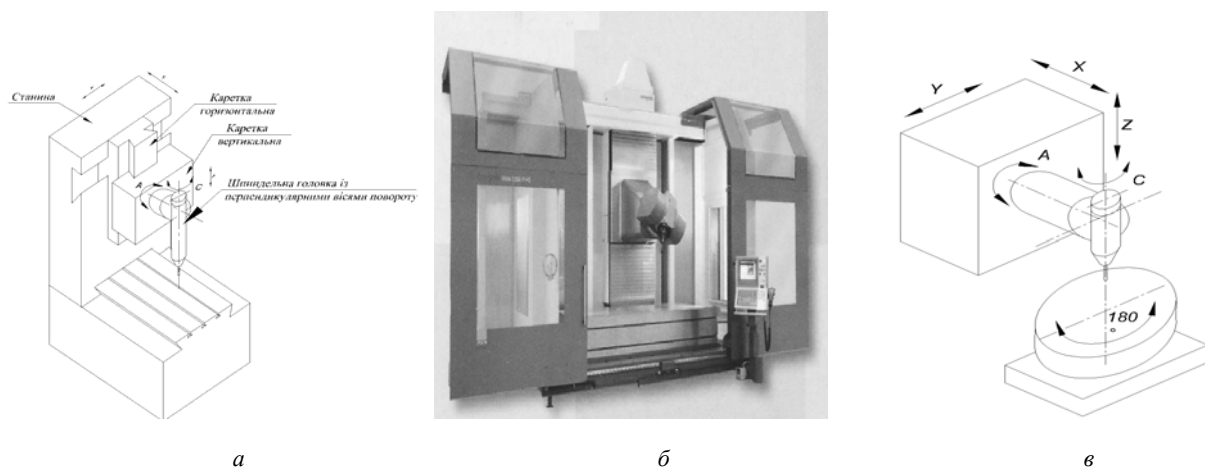 Станина
Каретка
горизонтальна
Каретка
вертикальна
Шпиндельна головка із
перпендикулярними вісями повороту
A
C
X
Y
Z
A
C
180
°
а
б
в